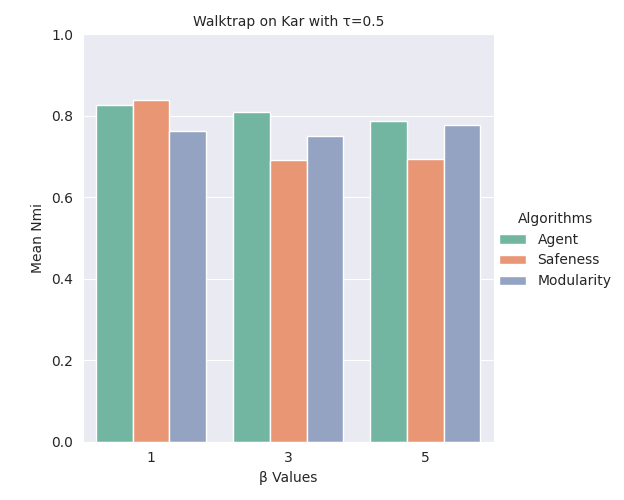 Walktrap on Kar with τ=0.5
1.0
0.8
0.6
0.4
0.2
0.0
Mean Nmi
1 3 5
β Values
Algorithms
Agent
Safeness
Modularity